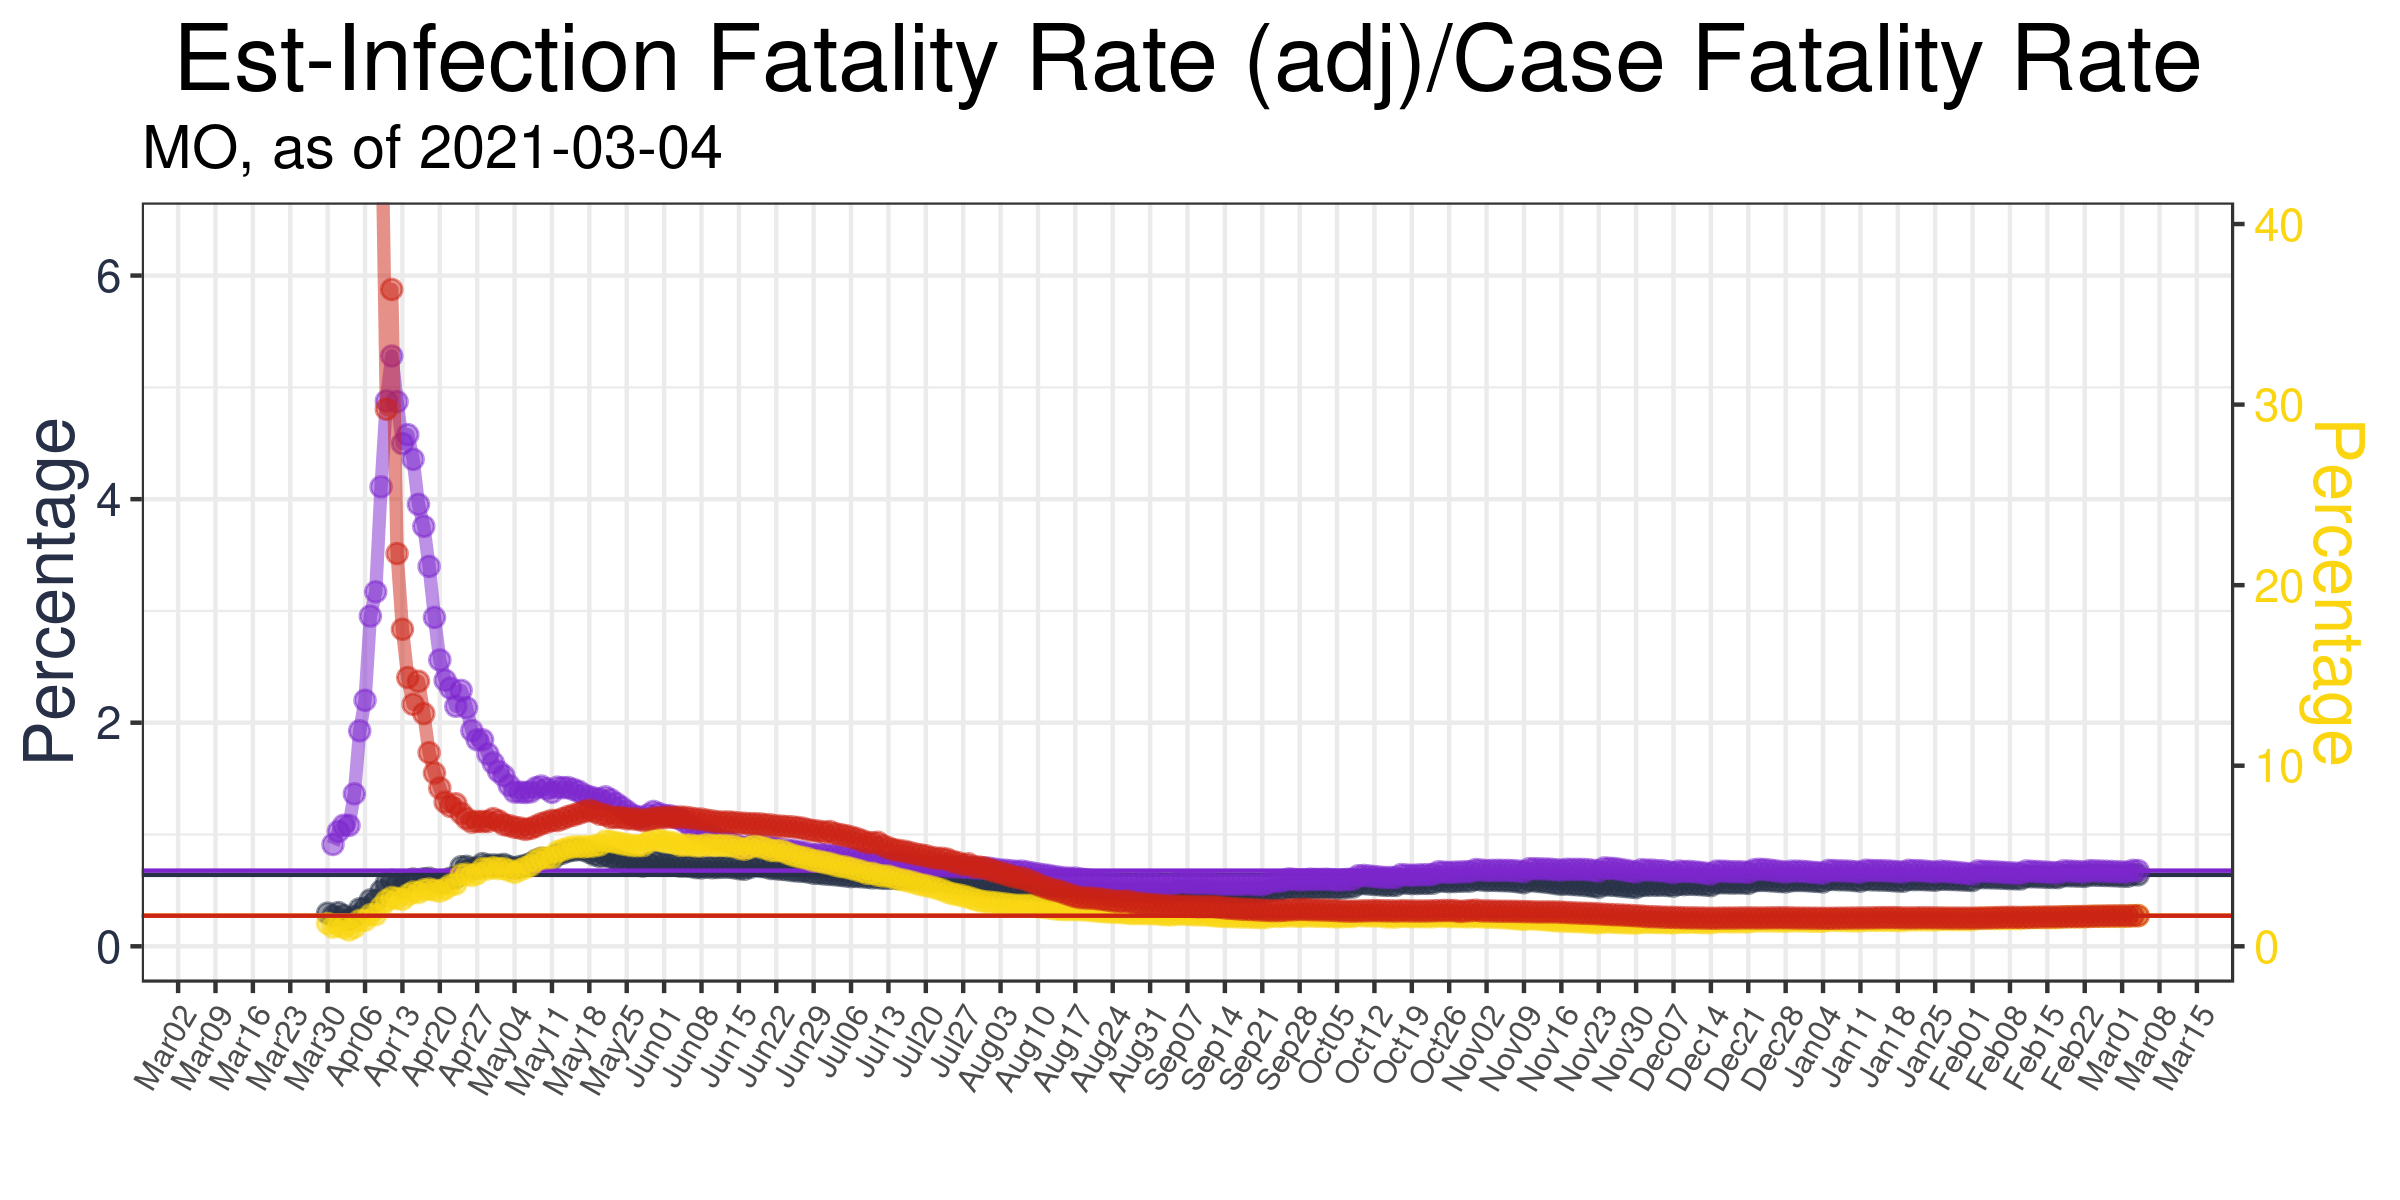 Est-Infection Fatality Rate (adj)/Case Fatality Rate
MO, as of 2021-03-04
Percentage
6
4
2
0
40
30
20
10
0
Percentage
Mar02
Mar09
Mar16
Mar23
Mar30
Apr06
Apr13
Apr20
Apr27
May04
May11
May18
May25
Jun01
Jun08
Jun15
Jun22
Jun29
Jul06
Jul13
Jul20
Jul27
Aug03
Aug10
Aug17
Aug24
Aug31
Sep07
Sep14
Sep21
Sep28
Oct05
Oct12
Oct19
Oct26
Nov02
Nov09
Nov16
Nov23
Nov30
Dec07
Dec14
Dec21
Dec28
Jan04
Jan11
Jan18
Jan25
Feb01
Feb08
Feb15
Feb22
Mar01
Mar08
Mar15